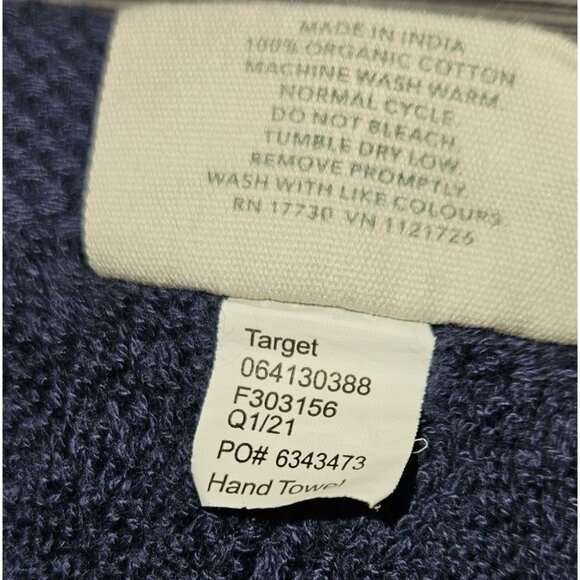 MADE IN INDIA
100% ORGANIC COTTON
MACHINE WASH WARM
NORMAL CYCLE.
DO NOT BLEACH.
TUMBLE DRY LOW.
REMOVE PROMPTLY.
WASH WITH LIKE COLOURS.
RN 17730 VN 1121726
Target
064130388
F303156
Q1/21
PO# 6343473
Hand Towel